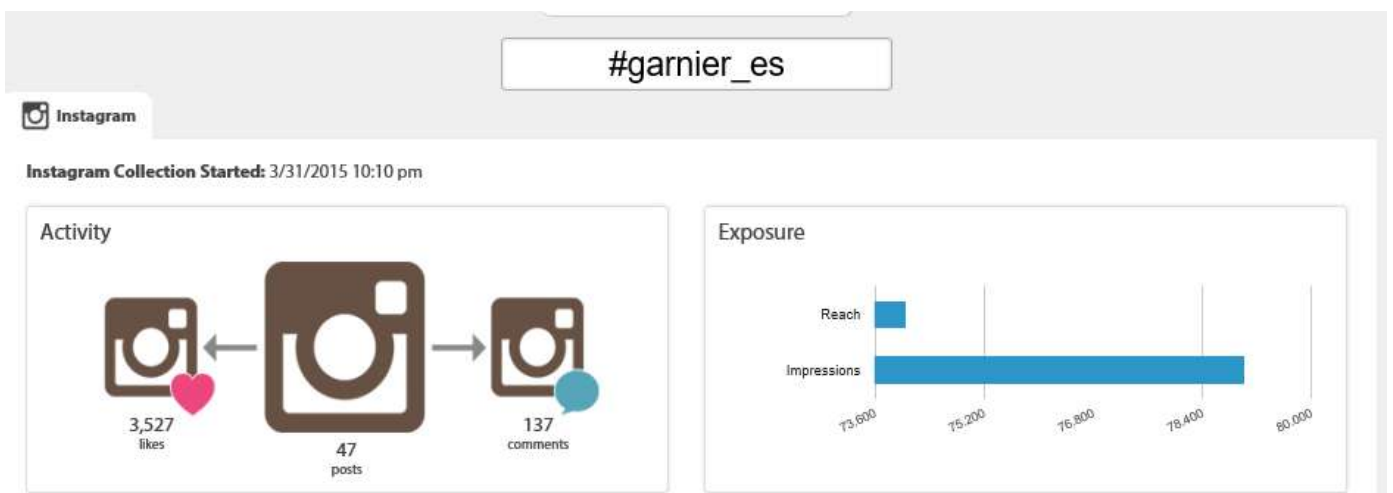 #garnier_es
Instagram
Instagram Collection Started: 3/31/2015 10:10 pm
Activity
3,527
likes
47
posts
137
comments
Exposure
Reach
Impressions
73,600
75,200
76,800
78,400
80,000